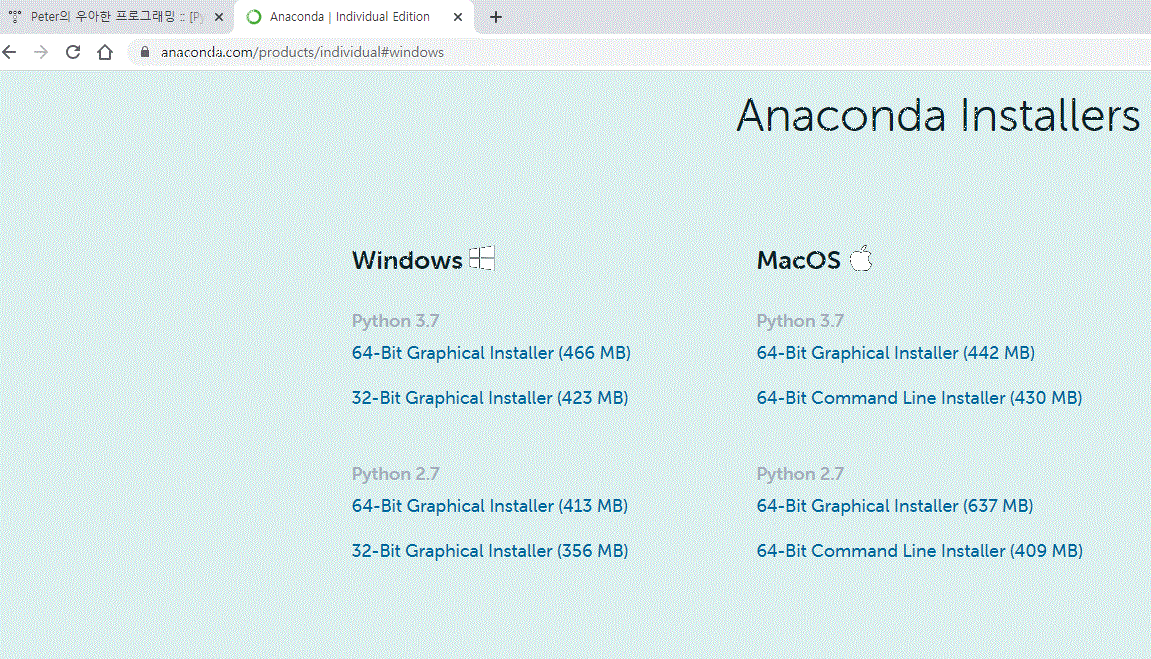 Peter의 우아한 프로그래밍 :: [Py
Anaconda | Individual Edition
anaconda.com/products/individual#windows
Anaconda Installers
Windows
Python 3.7
64-Bit Graphical Installer (466 MB)
32-Bit Graphical Installer (423 MB)
Python 2.7
64-Bit Graphical Installer (413 MB)
32-Bit Graphical Installer (356 MB)
MacOS
Python 3.7
64-Bit Graphical Installer (442 MB)
64-Bit Command Line Installer (430 MB)
Python 2.7
64-Bit Graphical Installer (637 MB)
64-Bit Command Line Installer (409 MB)